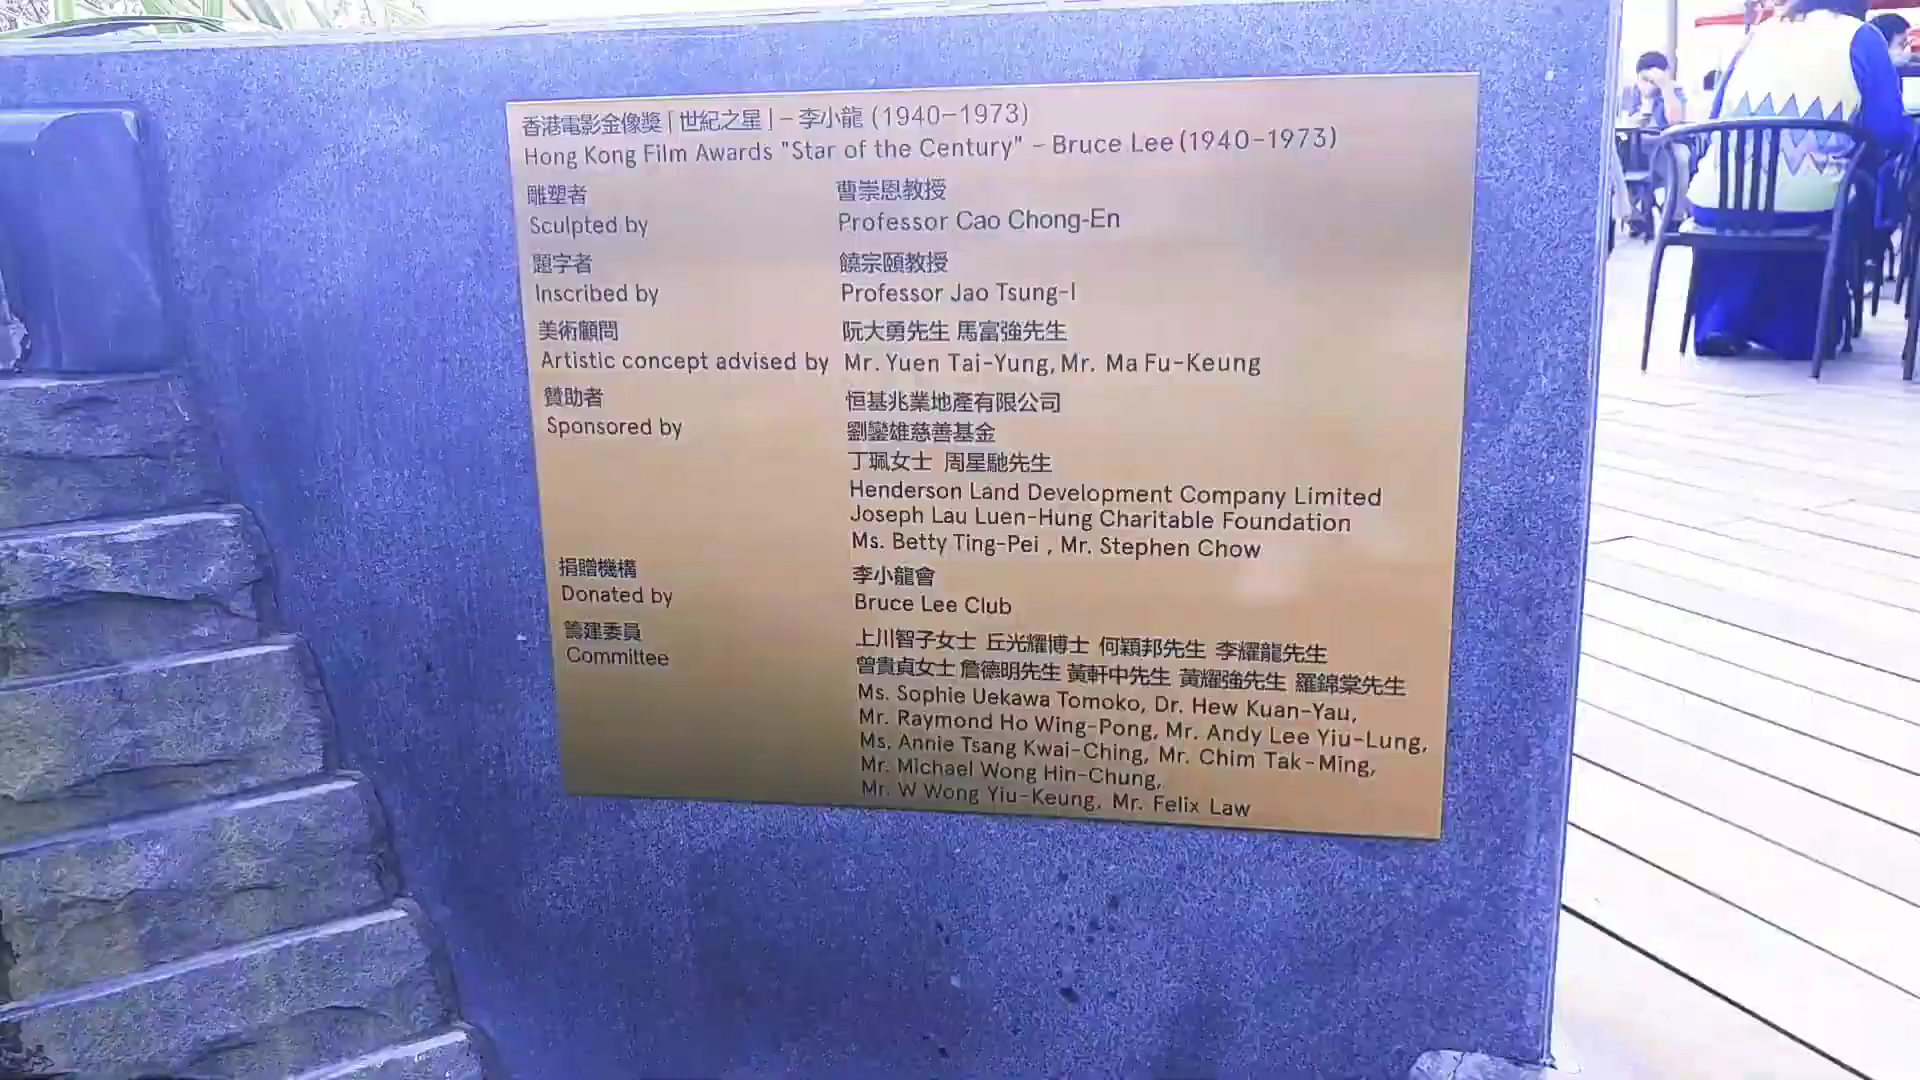 香港電影金像獎「世紀之星」– 李小龍 (1940–1973)
Hong Kong Film Awards "Star of the Century" – Bruce Lee (1940–1973)
雕塑者 曹崇恩教授
Sculpted by Professor Cao Chong-En
題字者 饒宗頤教授
Inscribed by Professor Jao Tsung-I
美術顧問 阮大勇先生 馬富強先生
Artistic concept advised by Mr. Yuen Tai-Yung, Mr. Ma Fu-Keung
贊助者 恒基兆業地產有限公司
Sponsored by 劉鑾雄慈善基金
丁珮女士 周星馳先生
Henderson Land Development Company Limited
Joseph Lau Luen-Hung Charitable Foundation
Ms. Betty Ting-Pei , Mr. Stephen Chow
捐贈機構 李小龍會
Donated by Bruce Lee Club
籌建委員 上川智子女士 丘光耀博士 何穎邦先生 李耀龍先生
Committee 曾貴貞女士 詹德明先生 黃軒中先生 黃耀強先生 羅錦棠先生
Ms. Sophie Uekawa Tomoko, Dr. Hew Kuan-Yau,
Mr. Raymond Ho Wing-Pong, Mr. Andy Lee Yiu-Lung,
Ms. Annie Tsang Kwai-Ching, Mr. Chim Tak-Ming,
Mr. Michael Wong Hin-Chung,
Mr. W Wong Yiu-Keung, Mr. Felix Law